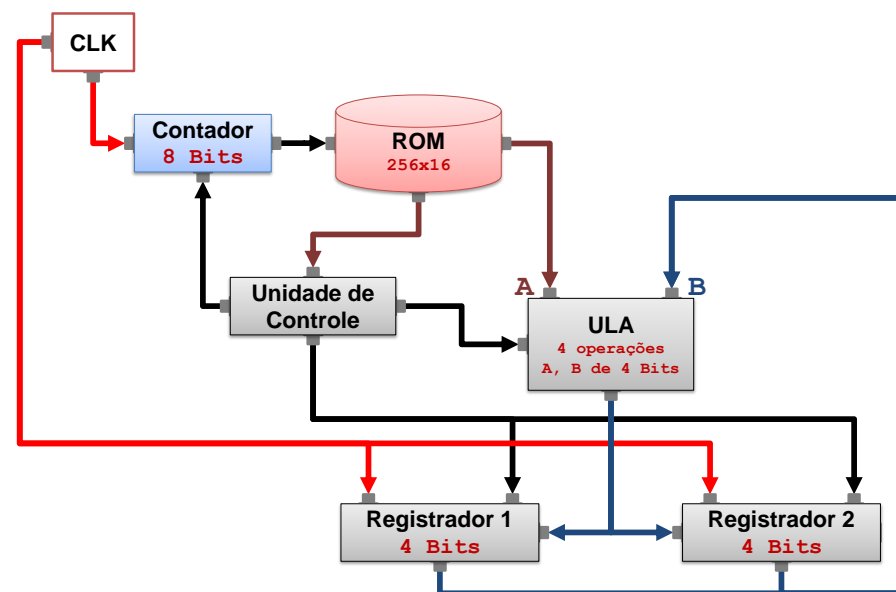 CLK
Contador
8 Bits
ROM
256x16
Unidade de
Controle
A
B
ULA
4 operações
A, B de 4 Bits
Registrador 1
4 Bits
Registrador 2
4 Bits